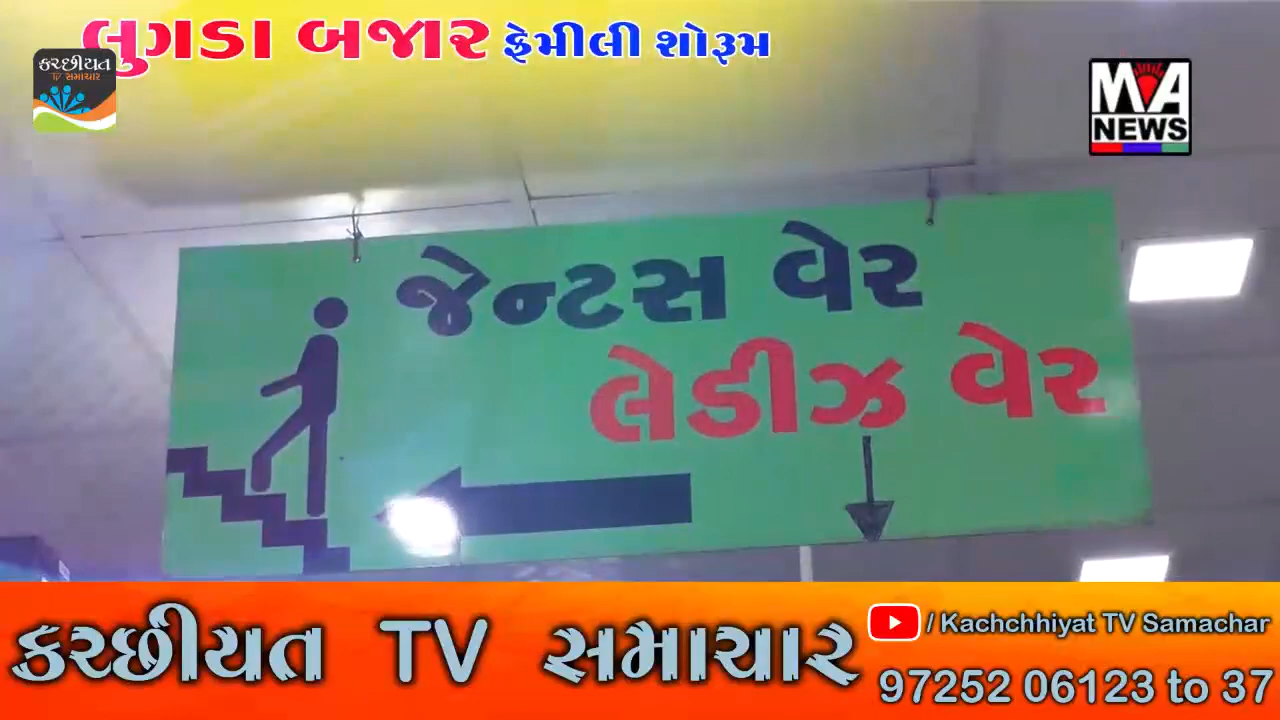 લુગડા બજાર ફેમીલી શોરૂમ
કચ્છીયત
TV સમાચાર
MVA
NEWS
જેન્ટસ વેર
લેડીઝ વેર
કચ્છીયત TV સમાચાર
/ Kachchhiyat TV Samachar
97252 06123 to 37